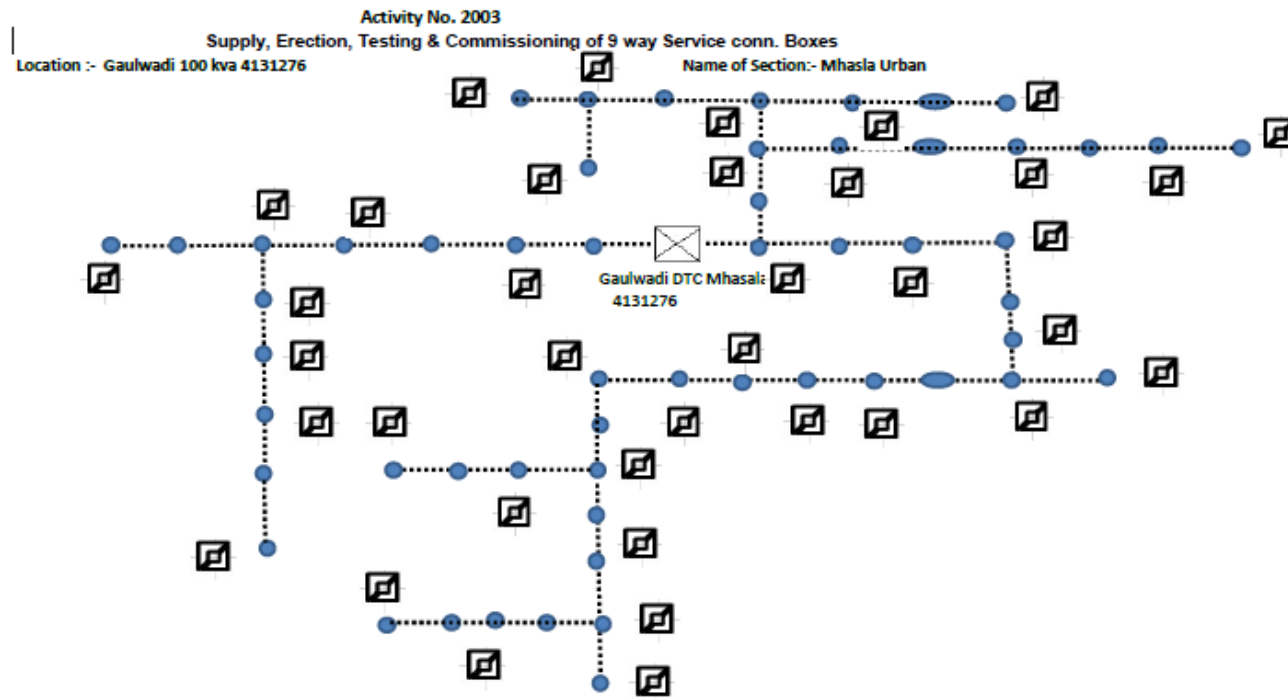 Activity No. 2003
Supply, Erection, Testing & Commissioning of 9 way Service conn. Boxes
Location :- Gaulwadi 100 kva 4131276 Name of Section:- Mhasla Urban
Gaulwadi DTC Mhasala
4131276